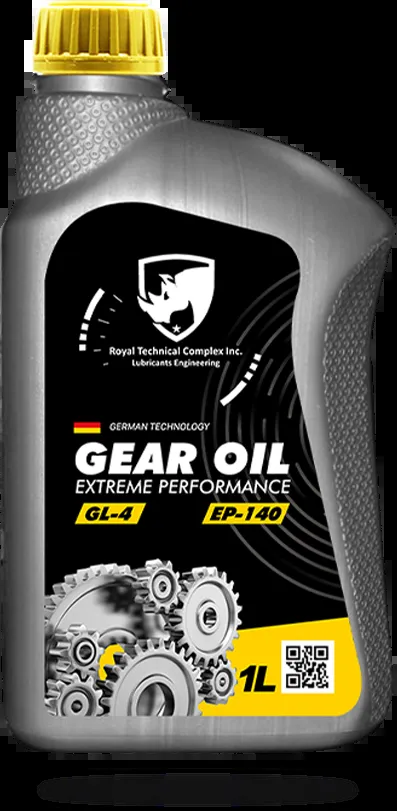 Royal Technical Complex Inc.
Lubricants Engineering
GERMAN TECHNOLOGY
GEAR OIL
EXTREME PERFORMANCE
GL-4 EP-140
1L